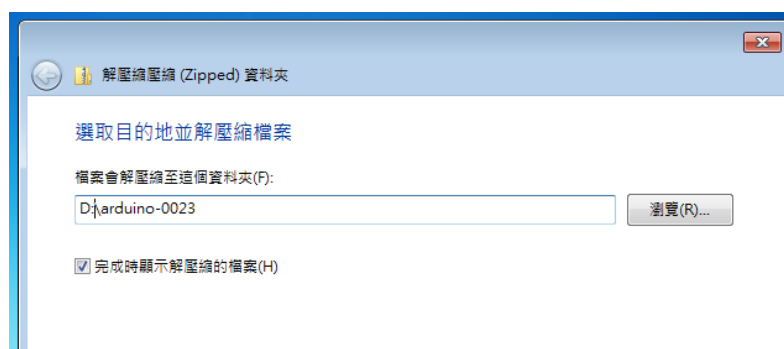 解壓縮壓縮 (Zipped) 資料夾
選取目的地並解壓縮檔案
檔案會解壓縮至這個資料夾(F):
D:\arduino-0023
瀏覽(R)...
完成時顯示解壓縮的檔案(H)